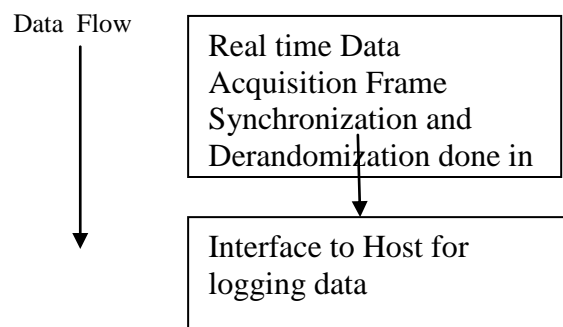 Data Flow
Real time Data
Acquisition Frame
Synchronization and
Derandomization done in
Interface to Host for
logging data